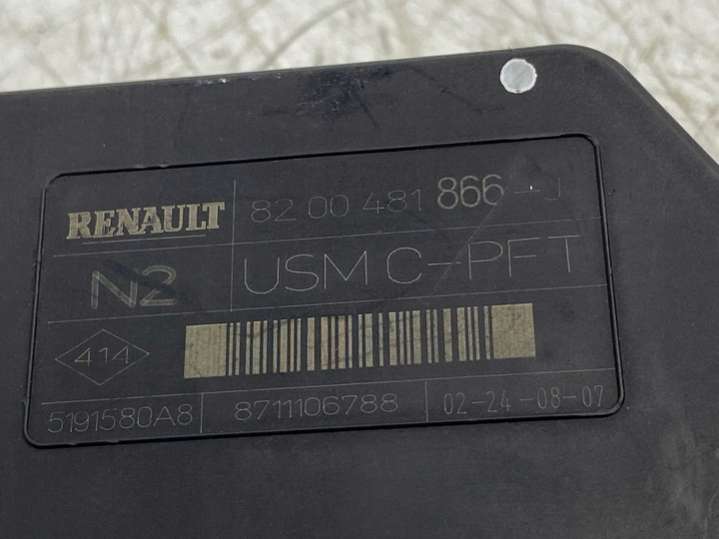 RENAULT 82 00 481 866--J
N2 USM C-PFT
414
5191580A8 8711106788 02-24-08-07